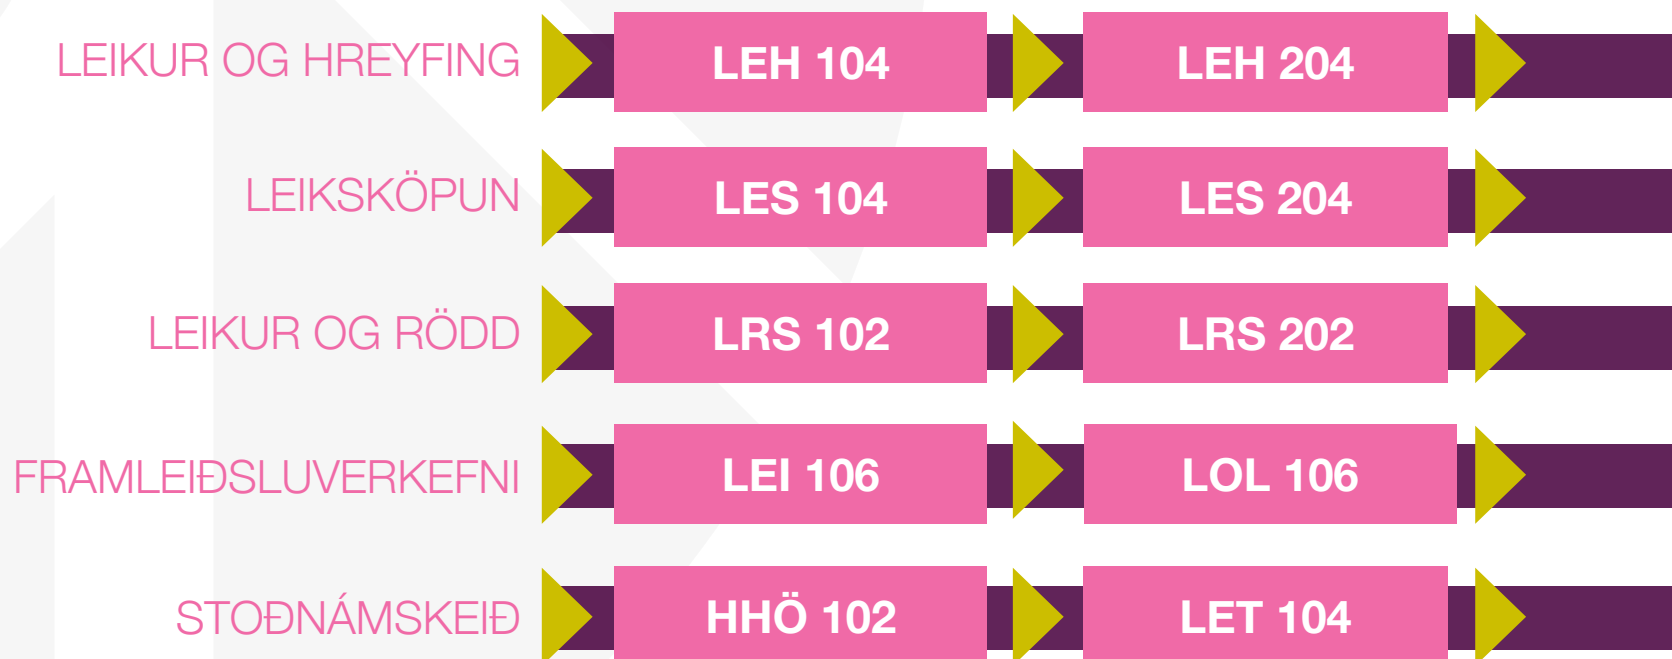 LEIKUR OG HREYFING LEH 104 LEH 204
LEIKSKÖPUN LES 104 LES 204
LEIKUR OG RÖDD LRS 102 LRS 202
FRAMLEIÐSLUVERKEFNI LEI 106 LOL 106
STOÐNÁMSKEIÐ HHÖ 102 LET 104